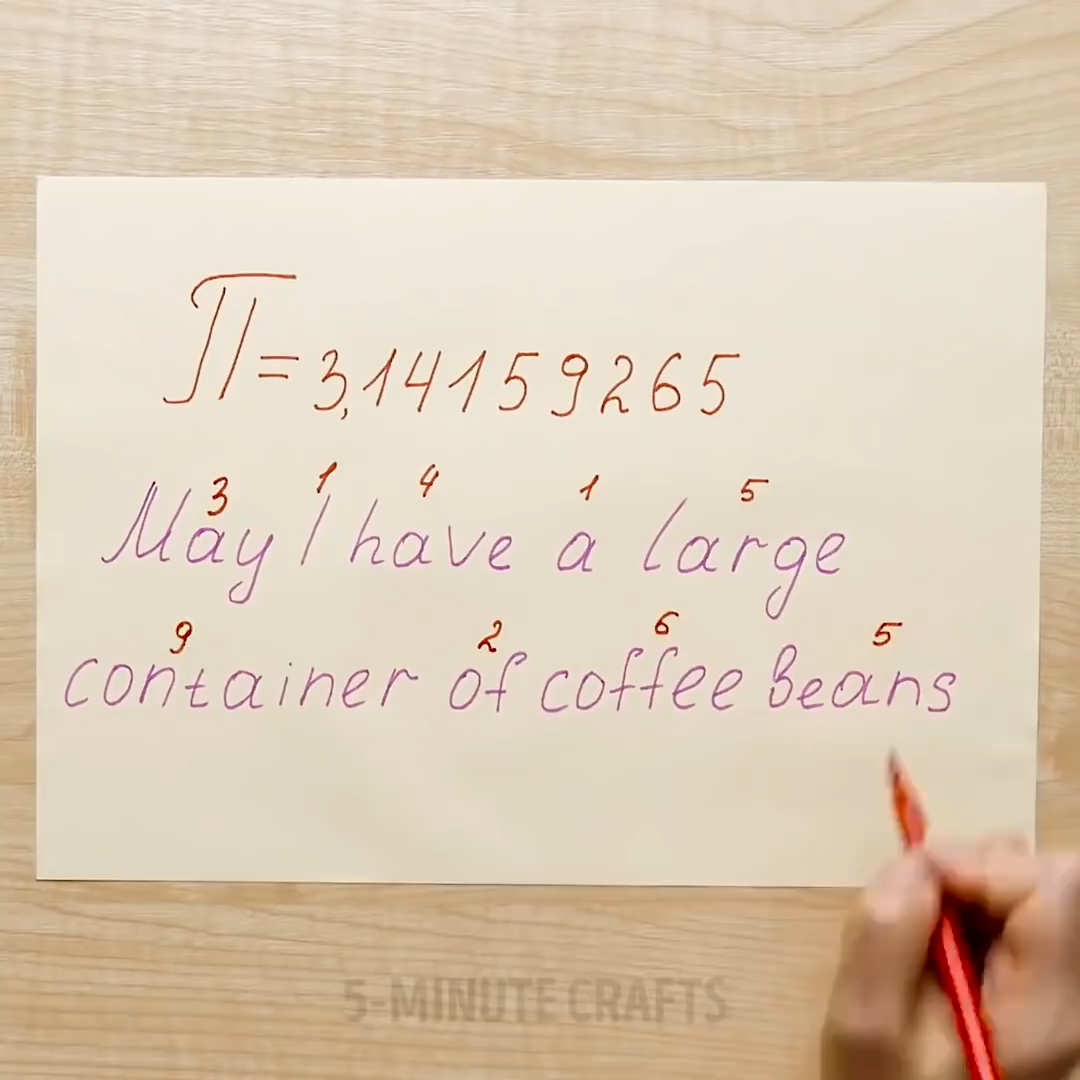 π=3,14159265
3 1 4 1 5
May I have a large
9 2 6 5
container of coffee beans
5-MINUTE CRAFTS